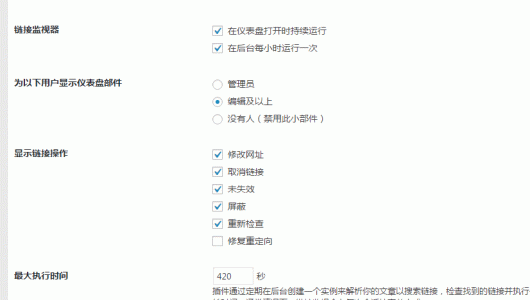 链接监视器
在仪表盘打开时持续运行
在后台每小时运行一次
为以下用户显示仪表盘部件
管理员
编辑及以上
没有人（禁用此小部件）
显示链接操作
修改网址
取消链接
未失效
屏蔽
重新检查
修复重定向
最大执行时间
420 秒
插件通过定期在后台创建一个实例来解析你的文章以搜索链接，检查找到的链接并执行